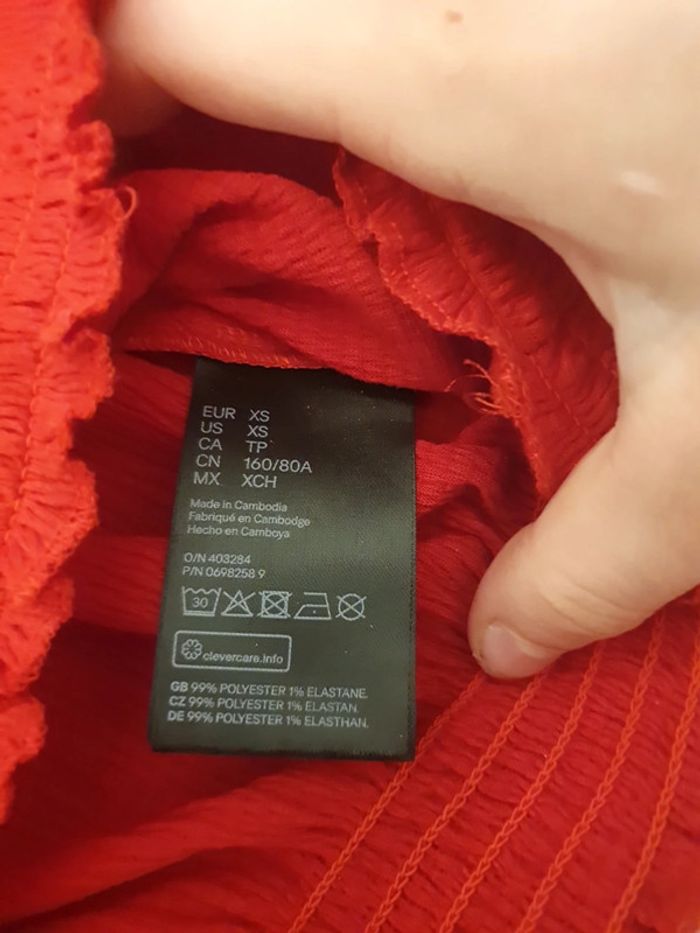 EUR XS
US XS
CA TP
CN 160/80A
MX XCH
Made in Cambodia
Fabriqué en Cambodge
Hecho en Camboya
O/N 403284
P/N 0698258 9
30
clevercare.info
GB 99% POLYESTER 1% ELASTANE.
CZ 99% POLYESTER 1% ELASTAN.
DE 99% POLYESTER 1% ELASTHAN.